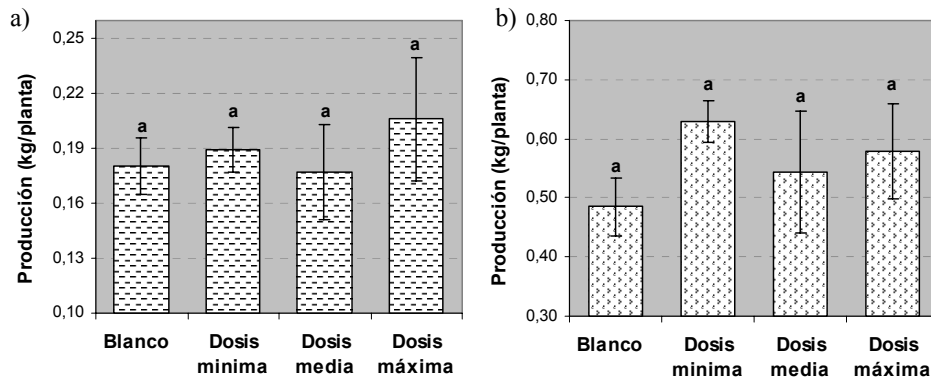 a)
Producción (kg/planta)
0,25
0,22
0,19
0,16
0,13
0,10
a
a
a
a
Blanco
Dosis
minima
Dosis
media
Dosis
máxima
b)
Producción (kg/planta)
0,80
0,70
0,60
0,50
0,40
0,30
a
a
a
a
Blanco
Dosis
minima
Dosis
media
Dosis
máxima